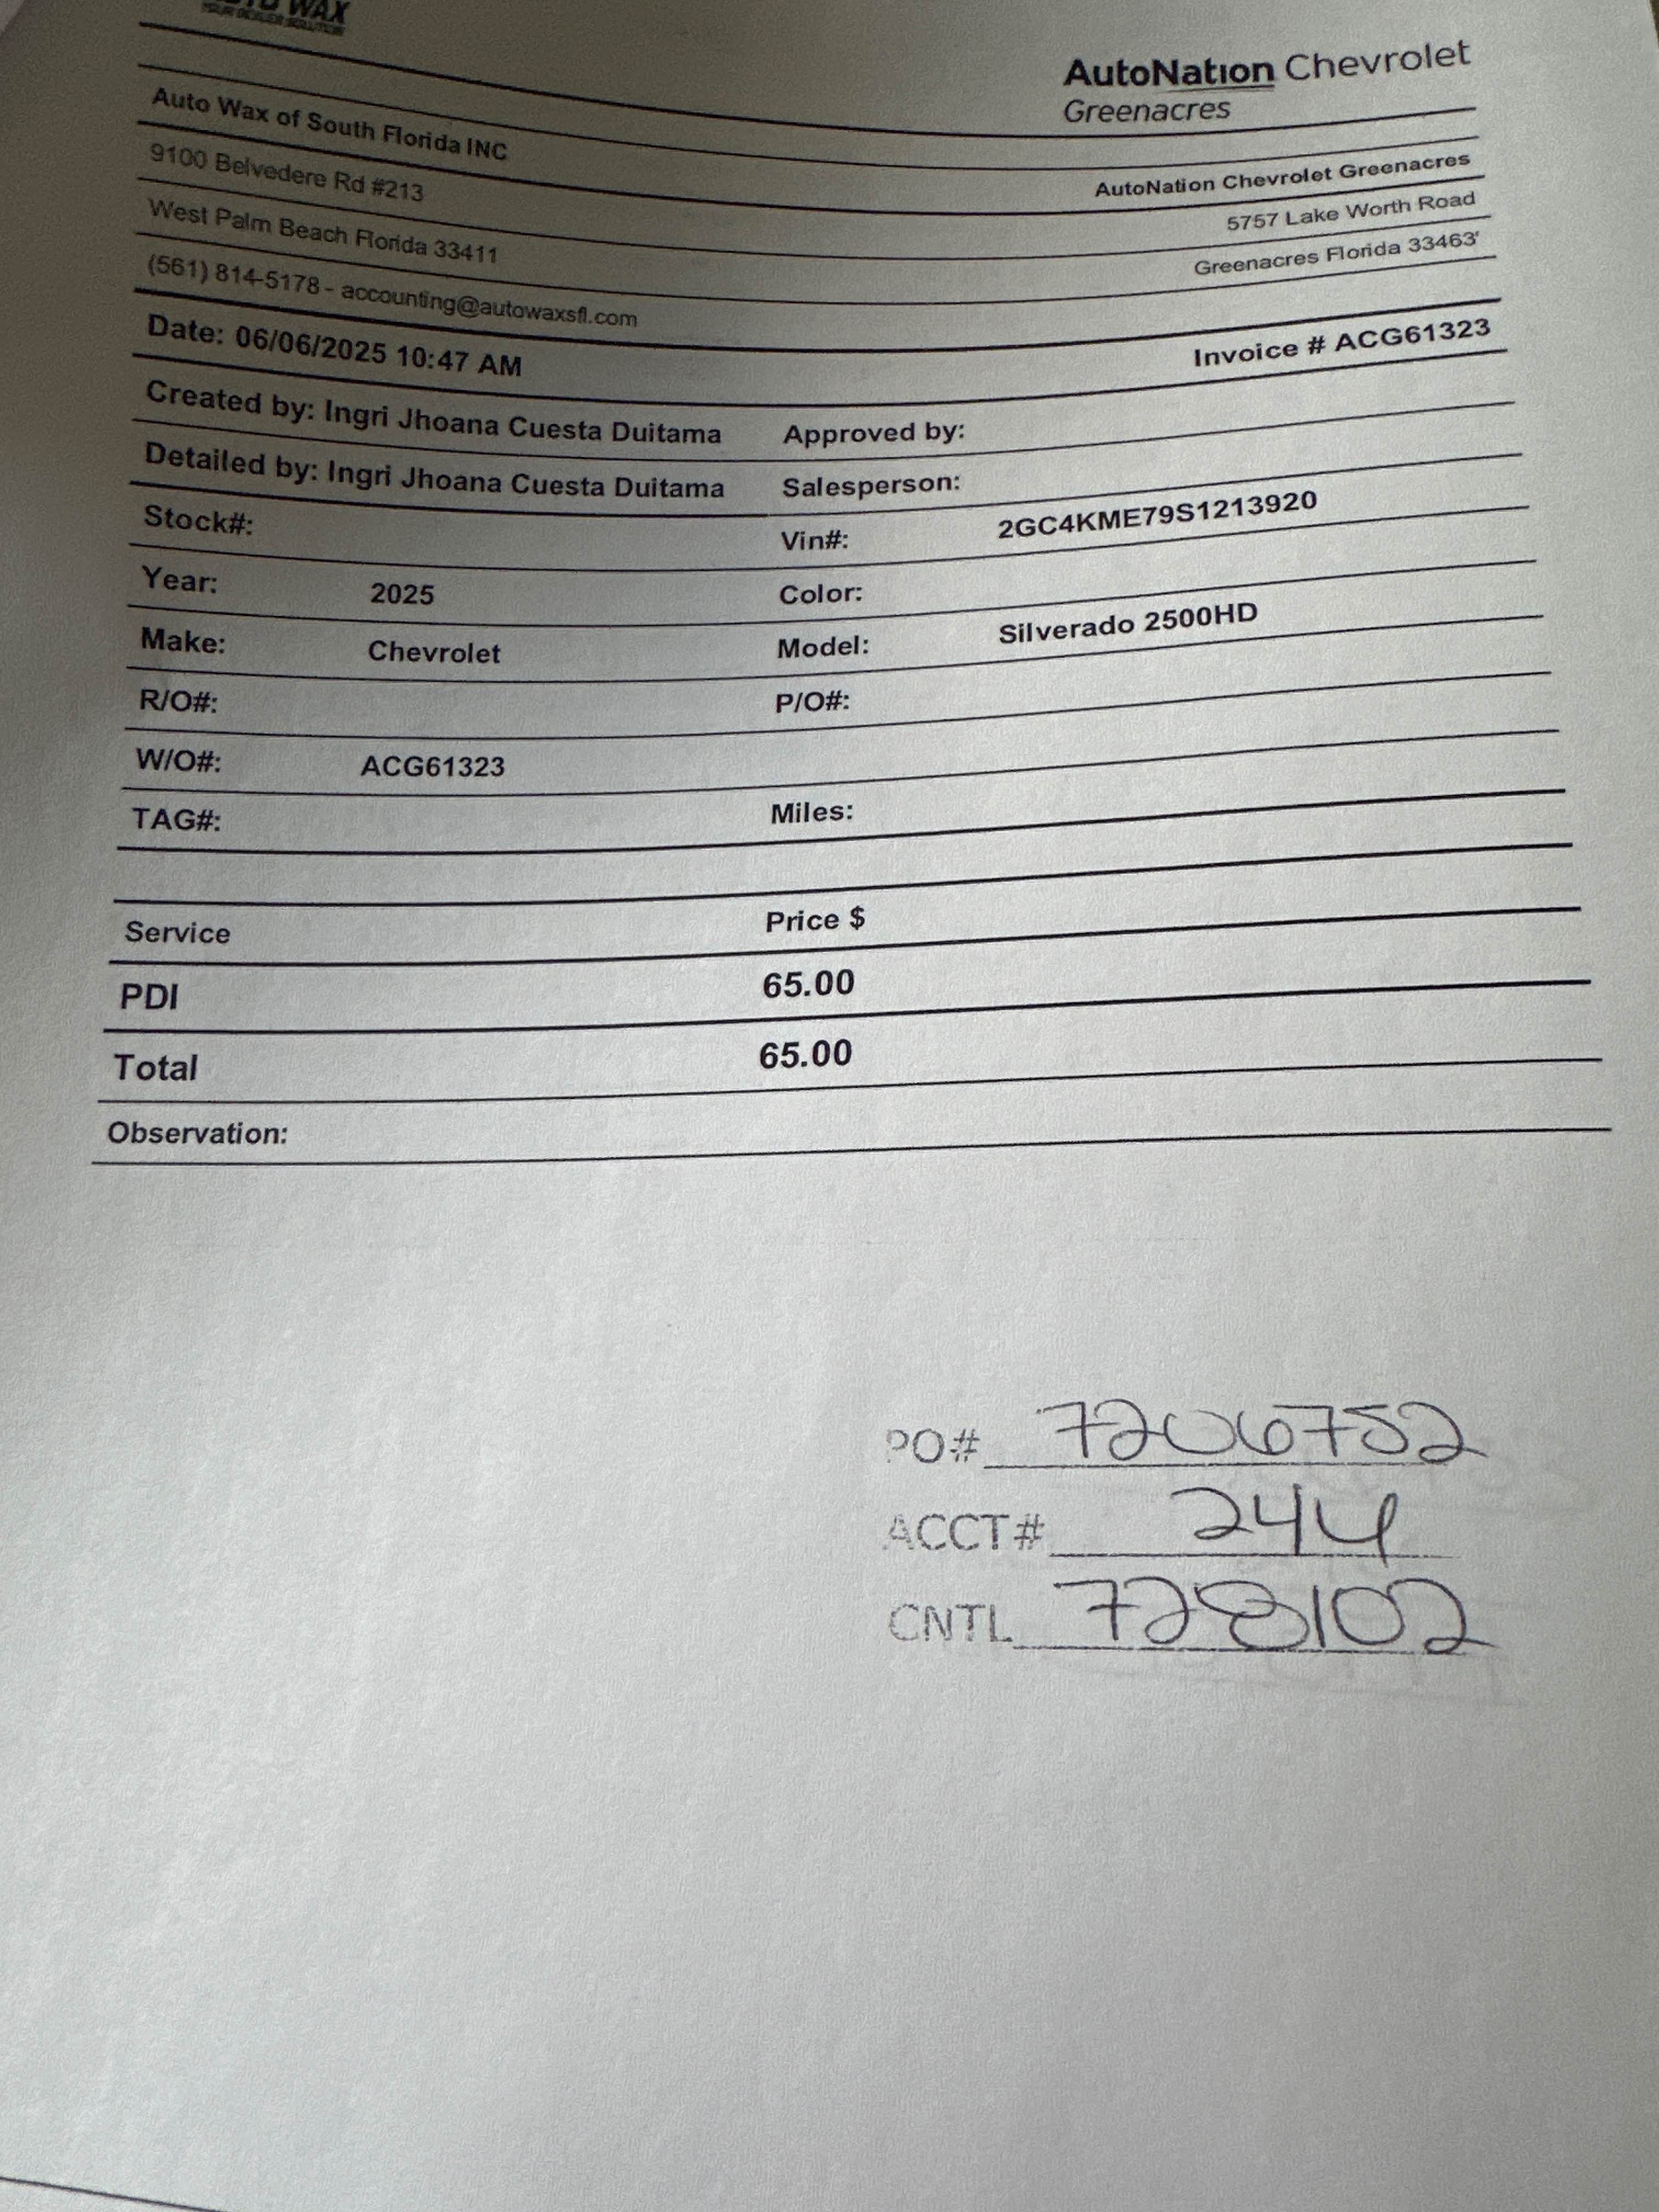 WAX
YOUR DEALER SOLUTION
AutoNation Chevrolet
Greenacres
Auto Wax of South Florida INC
AutoNation Chevrolet Greenacres
9100 Belvedere Rd #213
5757 Lake Worth Road
West Palm Beach Florida 33411
Greenacres Florida 33463'
(561) 814-5178 - accounting@autowaxsfl.com
Date: 06/06/2025 10:47 AM Invoice # ACG61323
Created by: Ingri Jhoana Cuesta Duitama Approved by:
Detailed by: Ingri Jhoana Cuesta Duitama Salesperson:
Stock#: Vin#: 2GC4KME79S1213920
Year: 2025 Color:
Make: Chevrolet Model: Silverado 2500HD
R/O#: P/O#:
W/O#: ACG61323
TAG#: Miles:
Service Price $
PDI 65.00
Total 65.00
Observation:
PO# 7206752
ACCT# 244
CNTL 728102